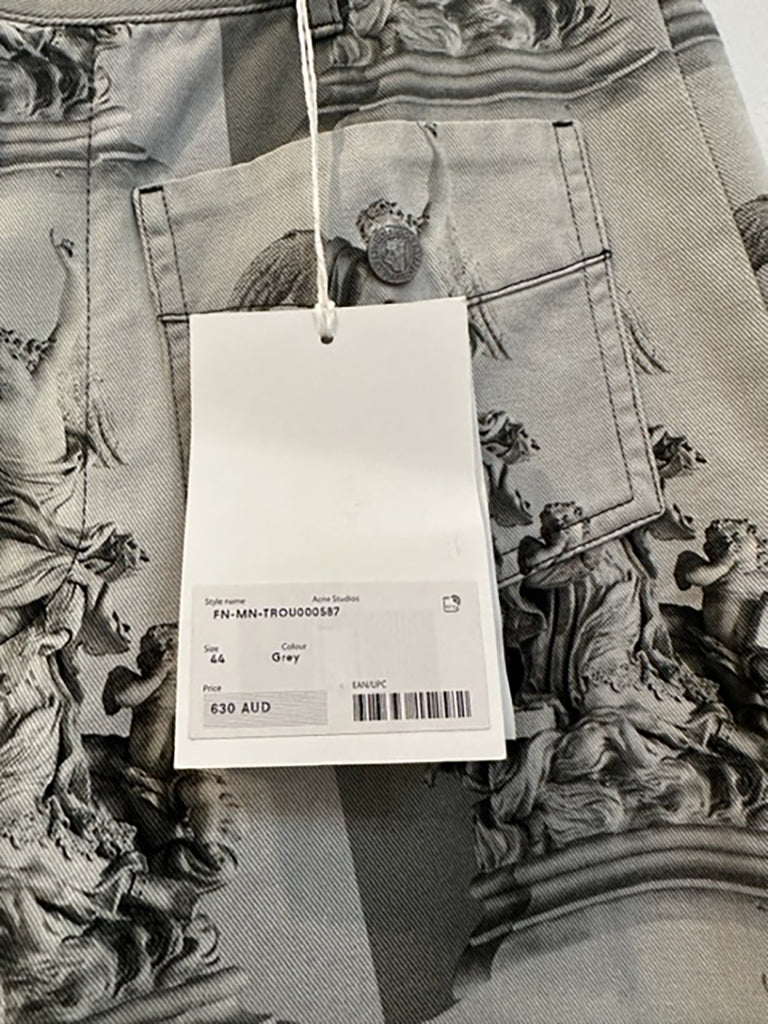 Style name Acne Studios
FN-MN-TROU000587
Size Colour
44 Grey
Price EAN/UPC
630 AUD